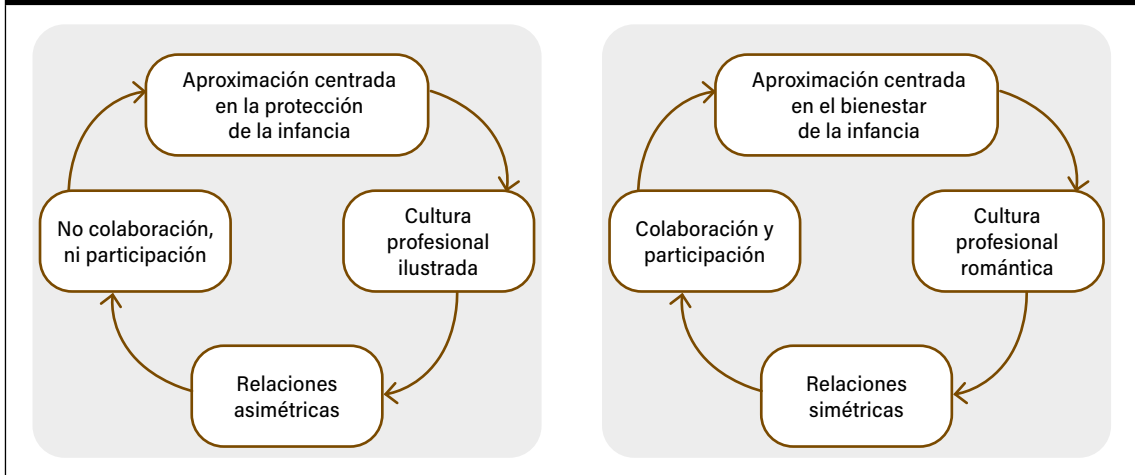 Aproximación centrada
en la protección
de la infancia
No colaboración,
ni participación
Cultura
profesional
ilustrada
Relaciones
asimétricas
Aproximación centrada
en el bienestar
de la infancia
Colaboración y
participación
Cultura
profesional
romántica
Relaciones
simétricas